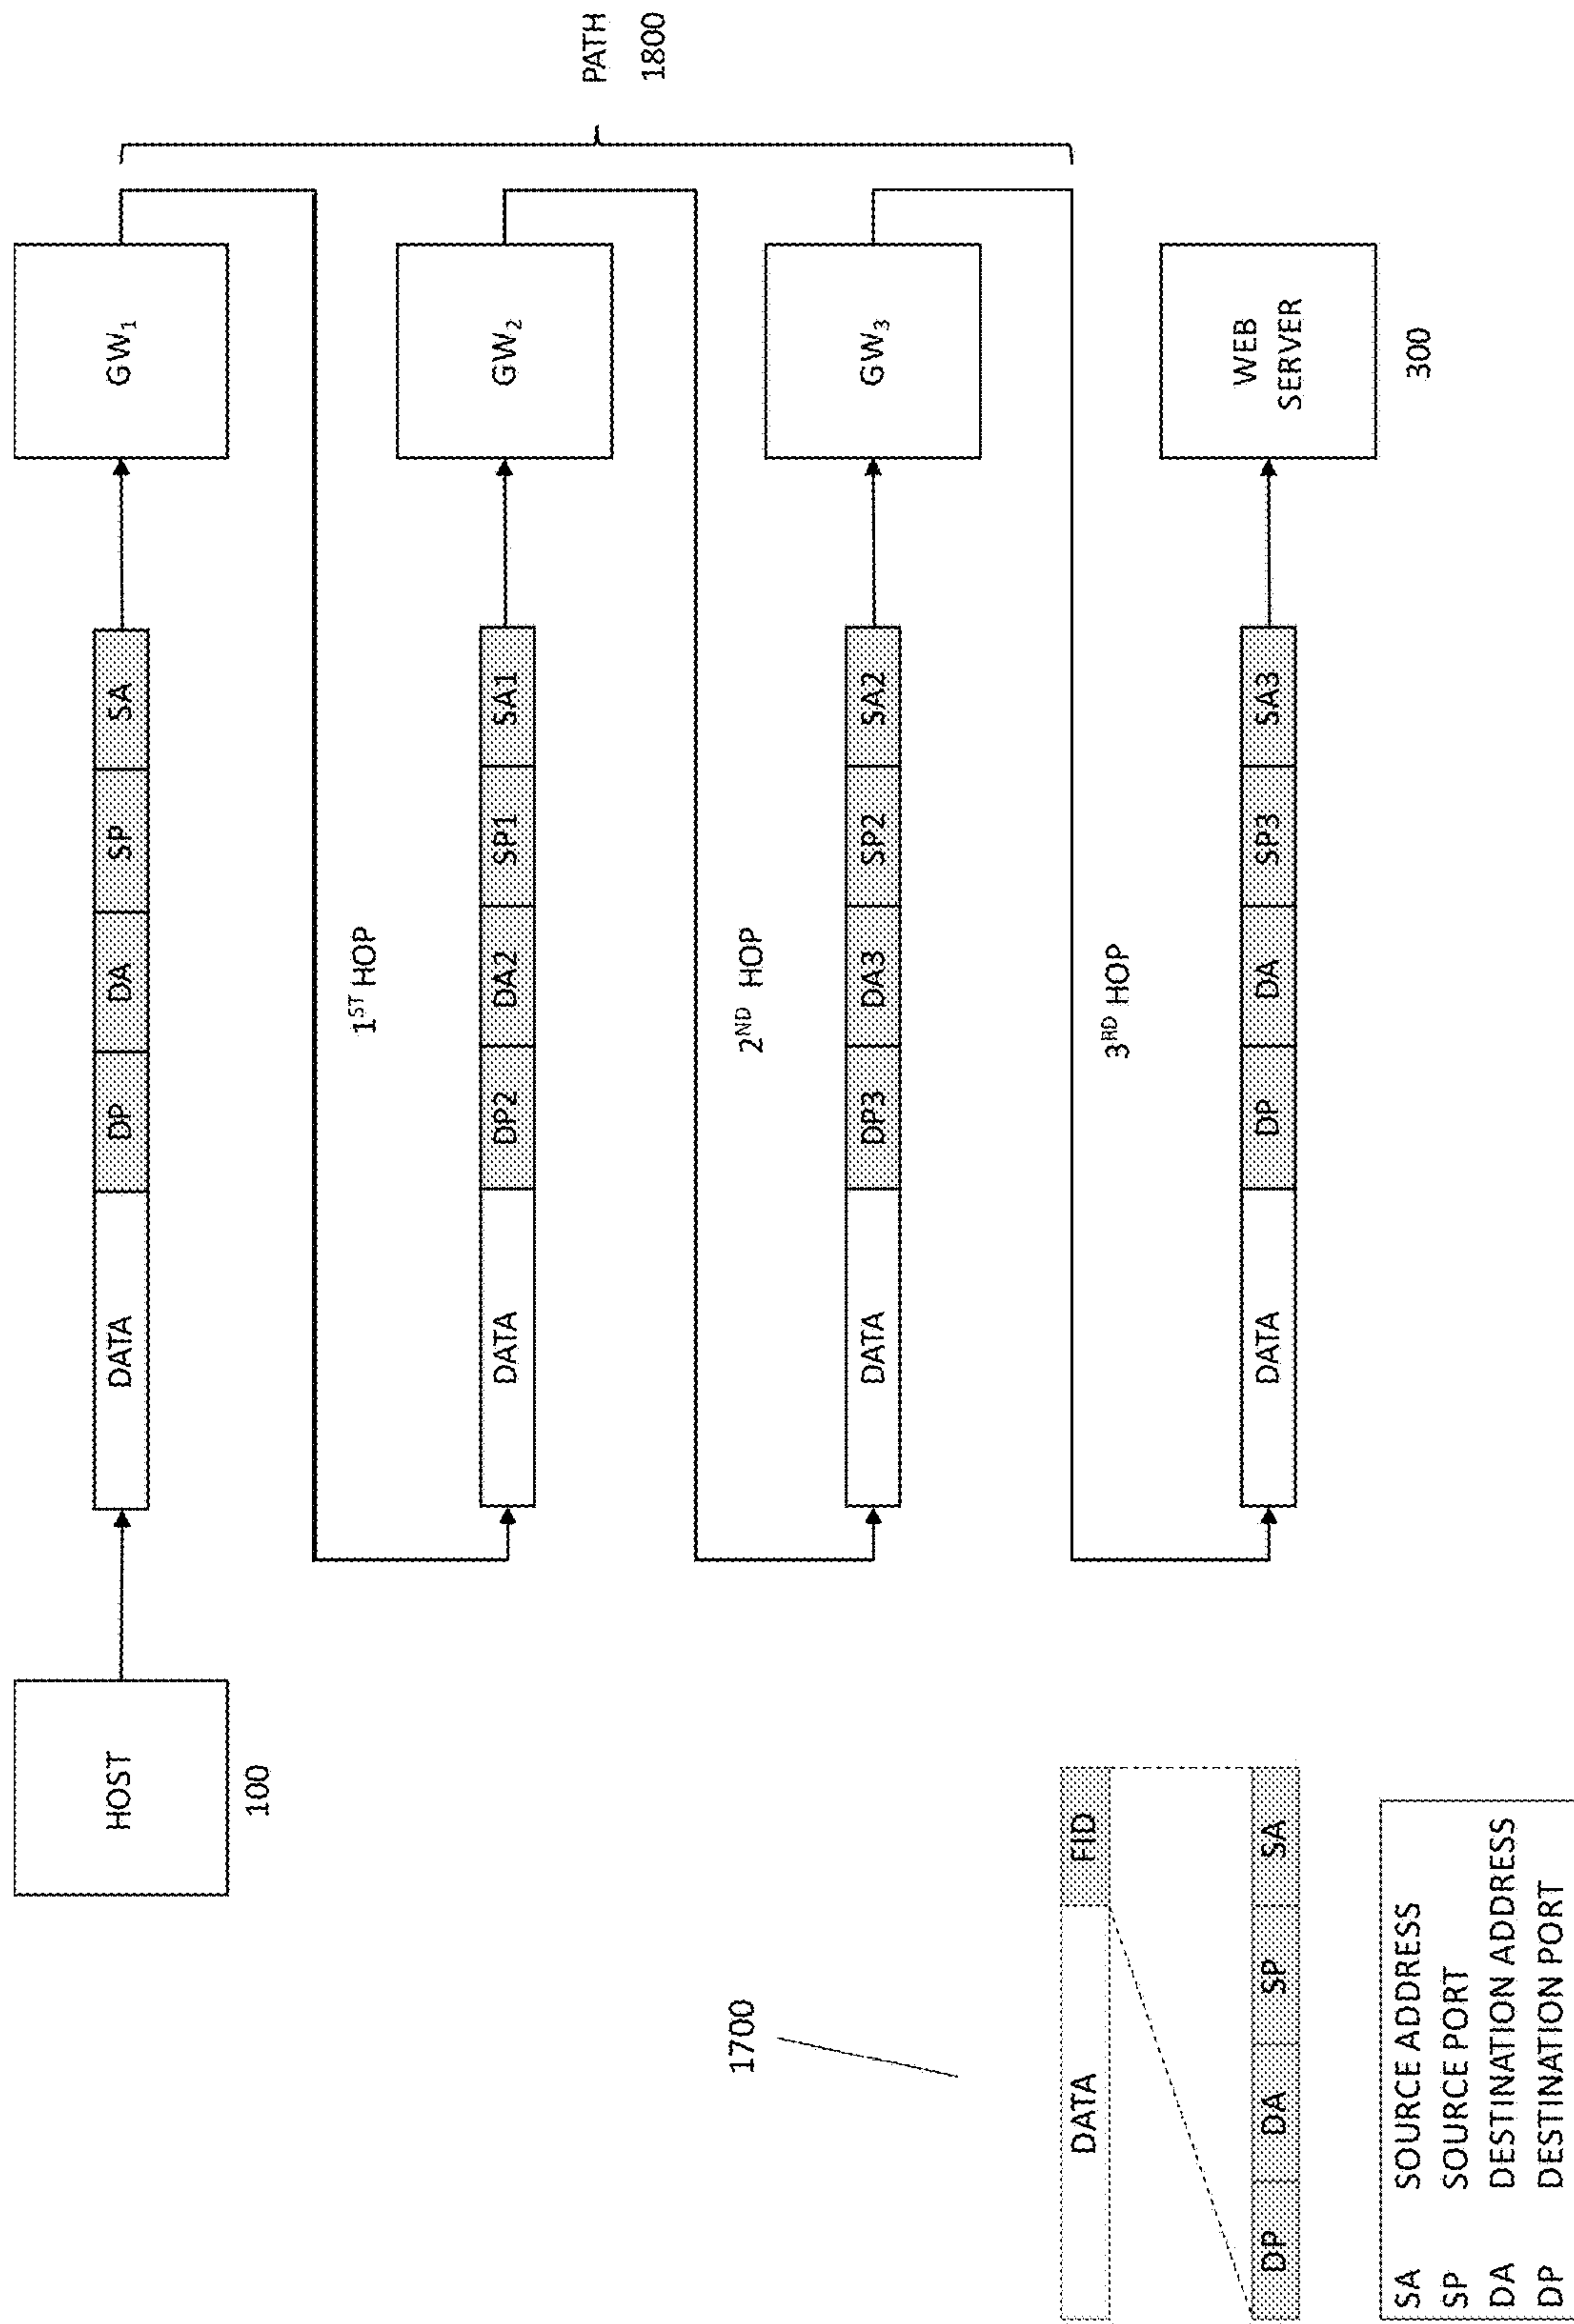 HOST
100
DATA DP DA SP SA
GW1
1ST HOP
DATA DP2 DA2 SP1 SA1
GW2
2ND HOP
DATA DP3 DA3 SP2 SA2
GW3
3RD HOP
DATA DP DA SP3 SA3
WEB
SERVER
300
PATH
1800
1700
DATA FID
DP DA SP SA
SA SOURCE ADDRESS
SP SOURCE PORT
DA DESTINATION ADDRESS
DP DESTINATION PORT